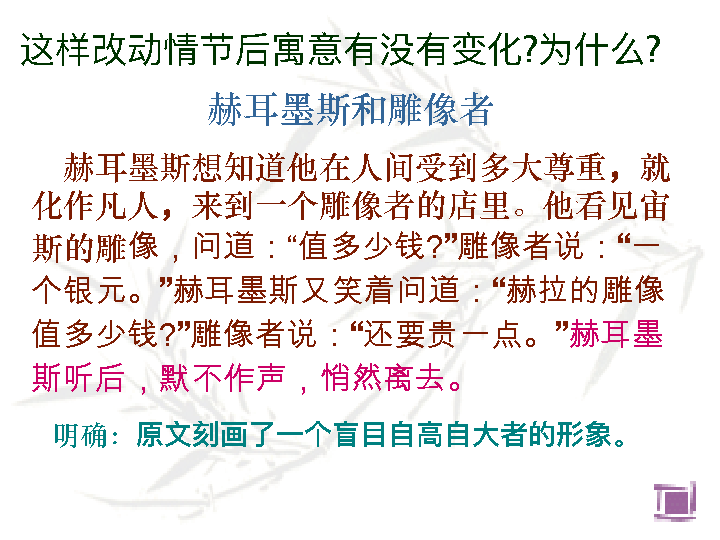 这样改动情节后寓意有没有变化?为什么?
赫耳墨斯和雕像者
赫耳墨斯想知道他在人间受到多大尊重，就
化作凡人，来到一个雕像者的店里。他看见宙
斯的雕像，问道：“值多少钱?”雕像者说：“一
个银元。”赫耳墨斯又笑着问道：“赫拉的雕像
值多少钱?”雕像者说：“还要贵一点。”赫耳墨
斯听后，默不作声，悄然离去。
明确：原文刻画了一个盲目自高自大者的形象。